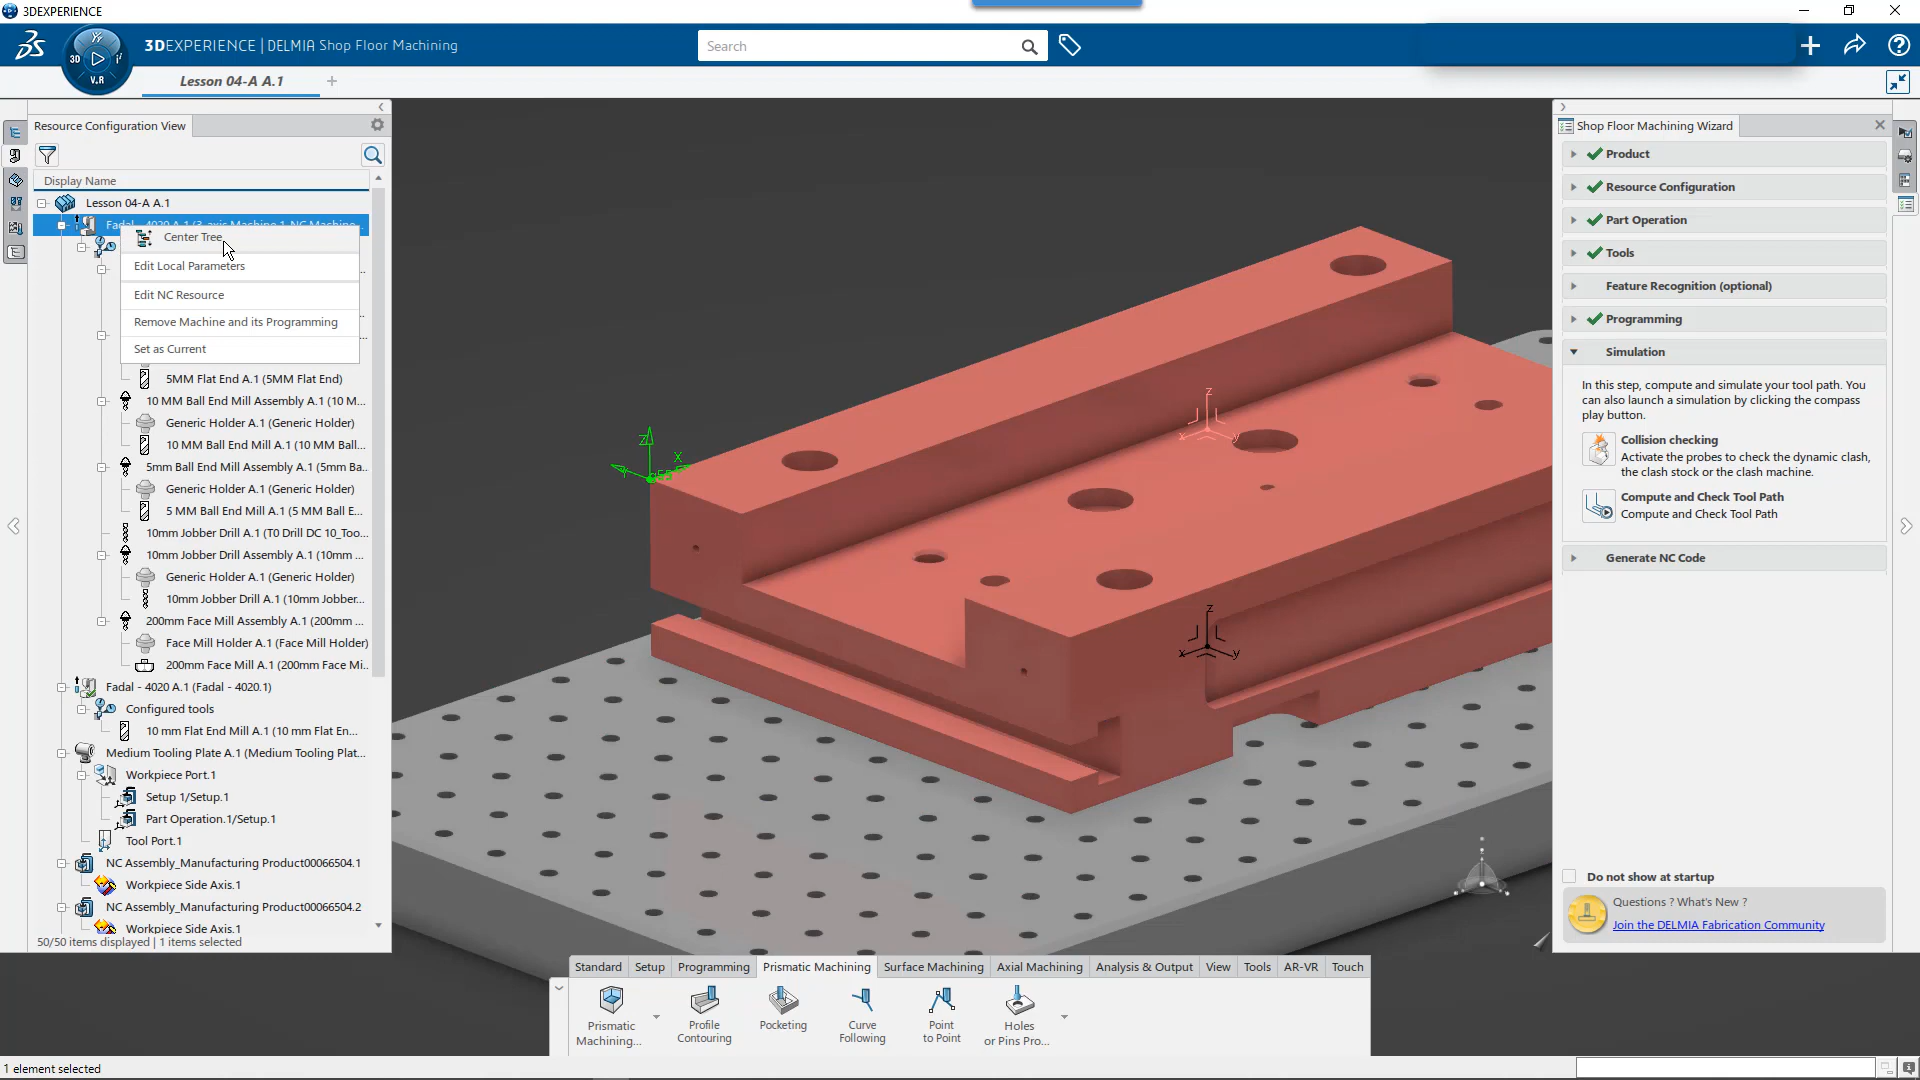 3DEXPERIENCE
3DEXPERIENCE | DELMIA Shop Floor Machining
Search
3D
V.R
Lesson 04-A A.1
Resource Configuration View
Display Name
Lesson 04-A A.1
Fadal - 4020 A.1 (3-axis Machine.1, NC Machine...
Center Tree
Edit Local Parameters
Edit NC Resource
Remove Machine and its Programming
Set as Current
5MM Flat End A.1 (5MM Flat End)
10 MM Ball End Mill Assembly A.1 (10 M...
Generic Holder A.1 (Generic Holder)
10 MM Ball End Mill A.1 (10 MM Ball...
5mm Ball End Mill Assembly A.1 (5mm Ba...
Generic Holder A.1 (Generic Holder)
5 MM Ball End Mill A.1 (5 MM Ball E...
10mm Jobber Drill A.1 (T0 Drill DC 10_Too...
10mm Jobber Drill Assembly A.1 (10mm ...
Generic Holder A.1 (Generic Holder)
10mm Jobber Drill A.1 (10mm Jobber...
200mm Face Mill Assembly A.1 (200mm ...
Face Mill Holder A.1 (Face Mill Holder)
200mm Face Mill A.1 (200mm Face Mi...
Fadal - 4020 A.1 (Fadal - 4020.1)
Configured tools
10 mm Flat End Mill A.1 (10 mm Flat En...
Medium Tooling Plate A.1 (Medium Tooling Plat...
Workpiece Port.1
Setup 1/Setup.1
Part Operation.1/Setup.1
Tool Port.1
NC Assembly_Manufacturing Product00066504.1
Workpiece Side Axis.1
NC Assembly_Manufacturing Product00066504.2
Workpiece Side Axis.1
50/50 items displayed | 1 items selected
Z
X
Z
X
y
Z
X
y
Shop Floor Machining Wizard
Product
Resource Configuration
Part Operation
Tools
Feature Recognition (optional)
Programming
Simulation
In this step, compute and simulate your tool path. You
can also launch a simulation by clicking the compass
play button.
Collision checking
Activate the probes to check the dynamic clash,
the clash stock or the clash machine.
Compute and Check Tool Path
Compute and Check Tool Path
Generate NC Code
Do not show at startup
Questions ? What's New ?
Join the DELMIA Fabrication Community
Standard
Setup
Programming
Prismatic Machining
Surface Machining
Axial Machining
Analysis & Output
View
Tools
AR-VR
Touch
Prismatic
Machining...
Profile
Contouring
Pocketing
Curve
Following
Point
to Point
Holes
or Pins Pro...
1 element selected